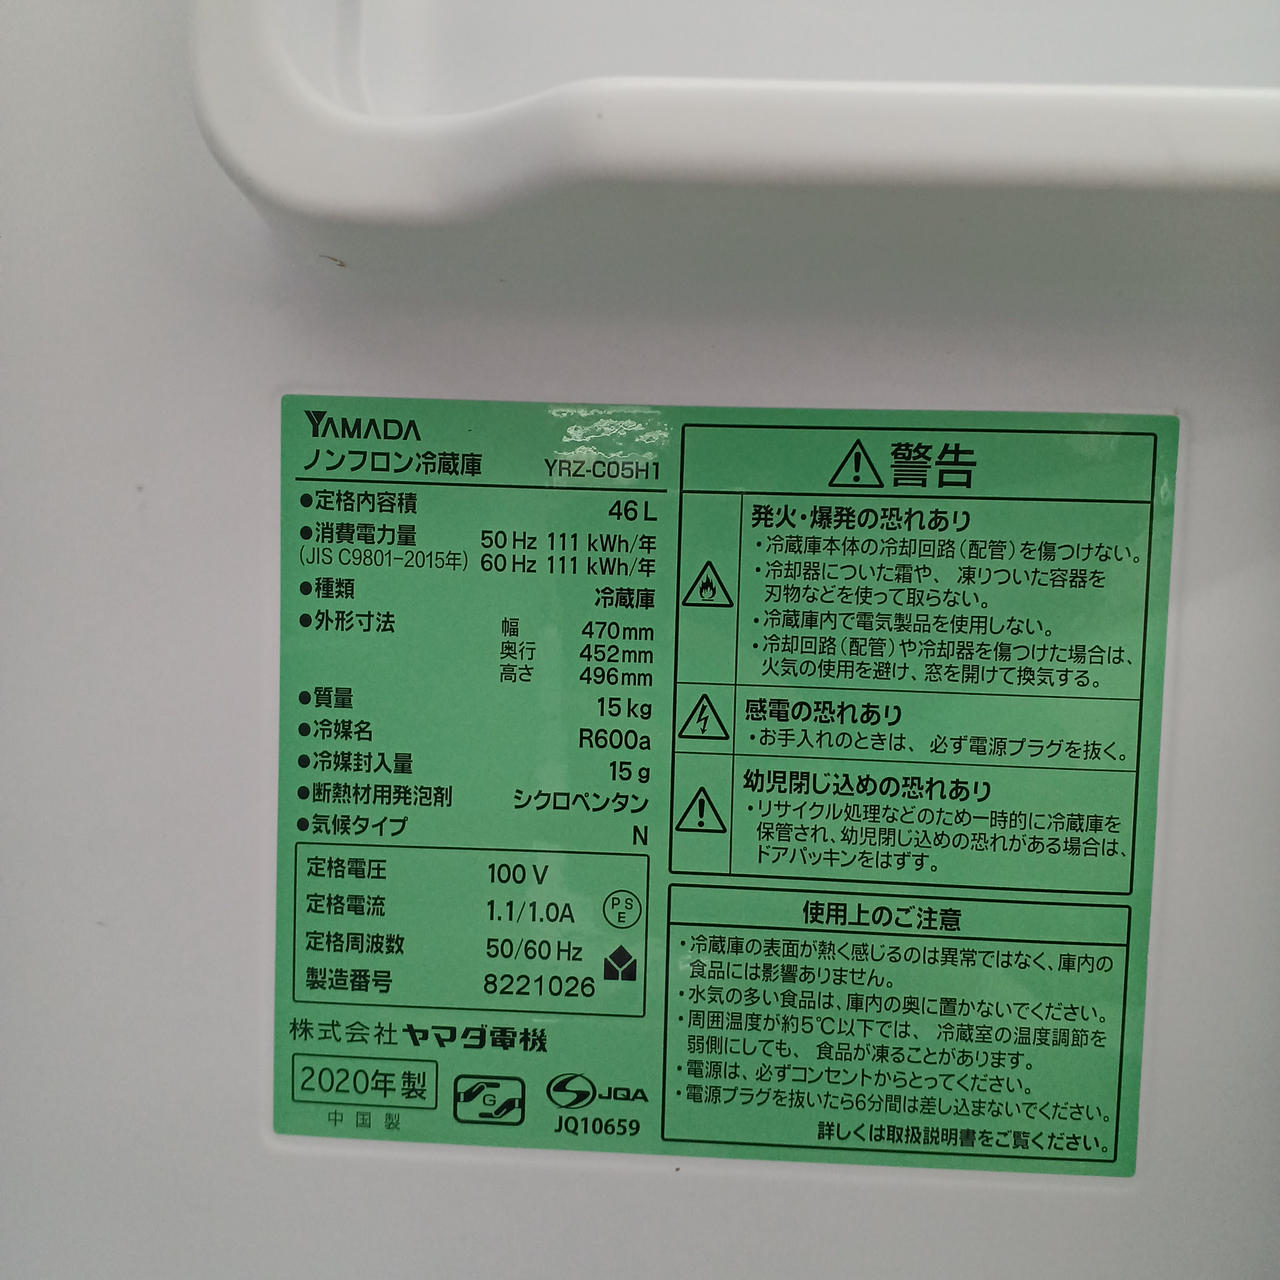 YAMADA
ノンフロン冷蔵庫 YRZ-C05H1
●定格内容積 46L
●消費電力量 50Hz 111 kWh/年
(JIS C9801-2015年) 60Hz 111 kWh/年
●種類 冷蔵庫
●外形寸法 幅 470mm
奥行 452mm
高さ 496mm
●質量 15kg
●冷媒名 R600a
●冷媒封入量 15g
●断熱材用発泡剤 シクロペンタン
●気候タイプ N
定格電圧 100V
定格電流 1.1/1.0A
PS
E
定格周波数 50/60Hz
製造番号 8221026
株式会社ヤマダ電機
2020年製
中国製
G
JQA
JQ10659
警告
発火・爆発の恐れあり
・冷蔵庫本体の冷却回路(配管)を傷つけない。
・冷却器についた霜や、凍りついた容器を
刃物などを使って取らない。
・冷蔵庫内で電気製品を使用しない。
・冷却回路(配管)や冷却器を傷つけた場合は、
火気の使用を避け、窓を開けて換気する。
感電の恐れあり
・お手入れのときは、必ず電源プラグを抜く。
幼児閉じ込めの恐れあり
・リサイクル処理などのため一時的に冷蔵庫を
保管され、幼児閉じ込めの恐れがある場合は、
ドアパッキンをはずす。
使用上のご注意
・冷蔵庫の表面が熱く感じるのは異常ではなく、庫内の
食品には影響ありません。
・水気の多い食品は、庫内の奥に置かないでください。
・周囲温度が約5℃以下では、冷蔵室の温度調節を
弱側にしても、食品が凍ることがあります。
・電源は、必ずコンセントからとってください。
・電源プラグを抜いたら6分間は差し込まないでください。
詳しくは取扱説明書をご覧ください。